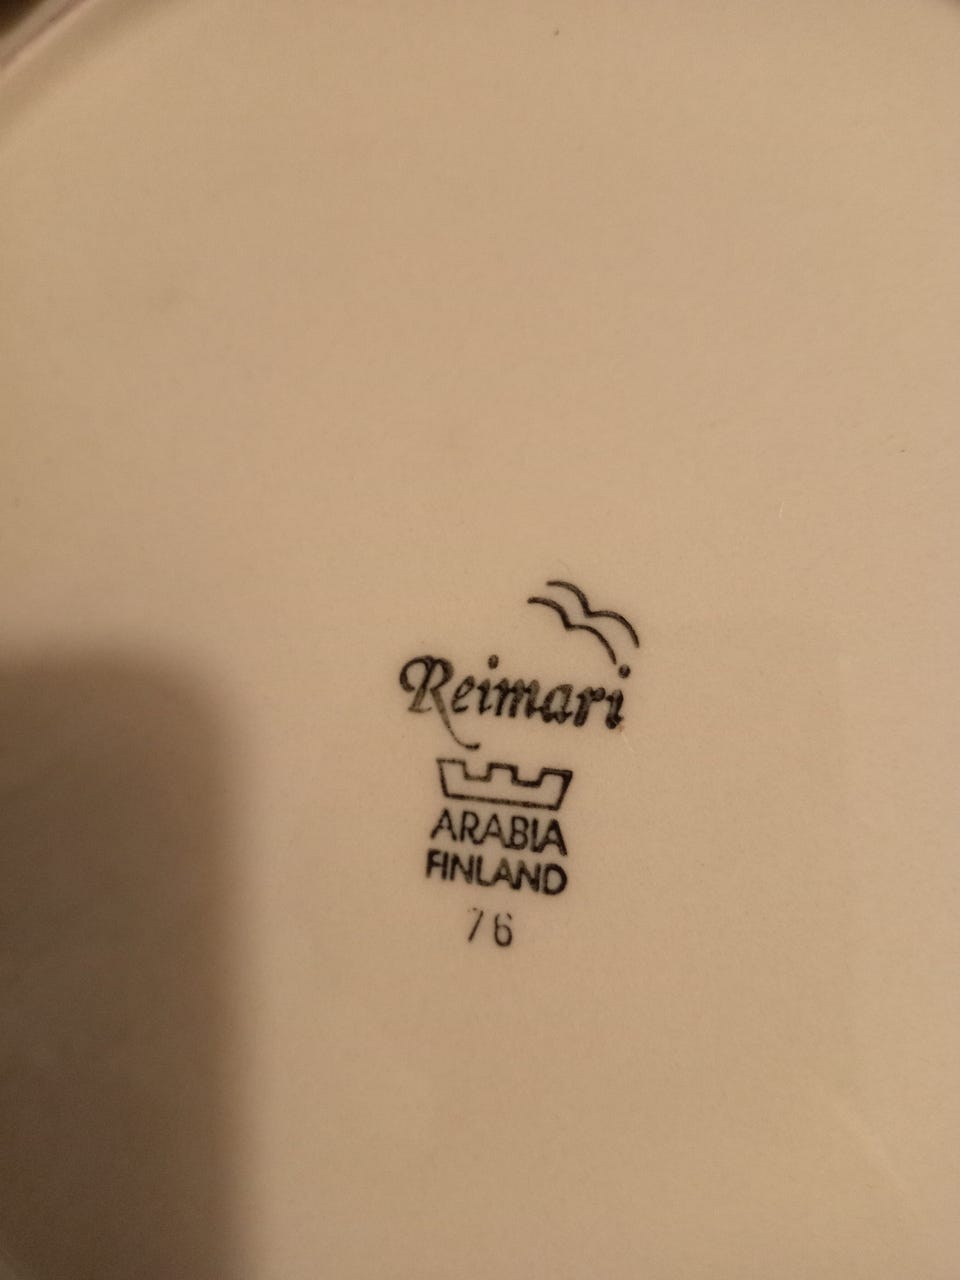 Reimari
ARABIA
FINLAND
76